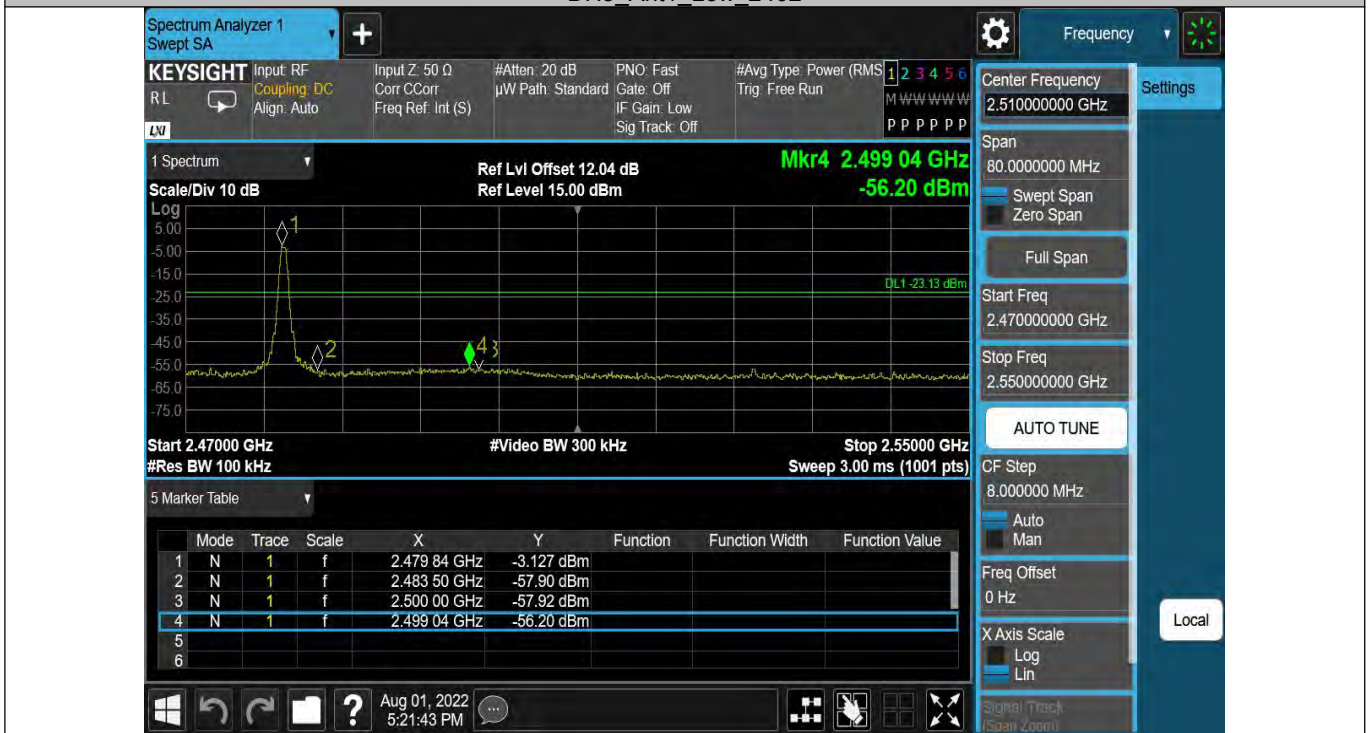 Spectrum Analyzer 1
Swept SA
+
Frequency
KEYSIGHT
RL
LXI
Input: RF
Coupling: DC
Align: Auto
Input Z: 50 Ω
Corr CCorr
Freq Ref: Int (S)
#Atten: 20 dB
µW Path: Standard
PNO: Fast
Gate: Off
IF Gain: Low
Sig Track: Off
#Avg Type: Power (RMS
Trig: Free Run
1 2 3 4 5 6
M W W W W W
P P P P P P
1 Spectrum
Scale/Div 10 dB
Ref Lvl Offset 12.04 dB
Ref Level 15.00 dBm
Mkr4 2.499 04 GHz
-56.20 dBm
Log
5.00
-5.00
-15.0
-25.0
-35.0
-45.0
-55.0
-65.0
-75.0
1
2
4
3
DL1 -23.13 dBm
Start 2.47000 GHz
#Res BW 100 kHz
#Video BW 300 kHz
Stop 2.55000 GHz
Sweep 3.00 ms (1001 pts)
5 Marker Table
Mode Trace Scale X Y Function Function Width Function Value
1 N 1 f 2.479 84 GHz -3.127 dBm
2 N 1 f 2.483 50 GHz -57.90 dBm
3 N 1 f 2.500 00 GHz -57.92 dBm
4 N 1 f 2.499 04 GHz -56.20 dBm
5
6
Aug 01, 2022
5:21:43 PM
?
Center Frequency
2.510000000 GHz
Settings
Span
80.0000000 MHz
Swept Span
Zero Span
Full Span
Start Freq
2.470000000 GHz
Stop Freq
2.550000000 GHz
AUTO TUNE
CF Step
8.000000 MHz
Auto
Man
Freq Offset
0 Hz
Local
X Axis Scale
Log
Lin
Signal Track
(Span Zoom)